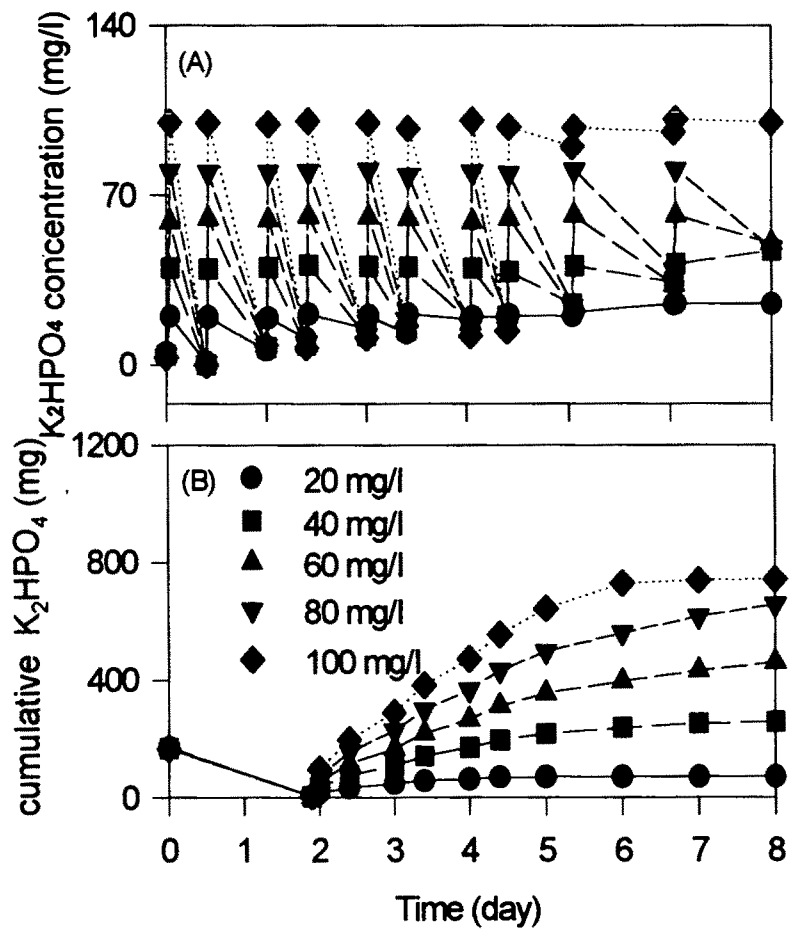 K₂HPO₄ concentration (mg/l)
140
70
0
(A)
cumulative K₂HPO₄ (mg)
1200
800
400
0
(B)
20 mg/l
40 mg/l
60 mg/l
80 mg/l
100 mg/l
0 1 2 3 4 5 6 7 8
Time (day)